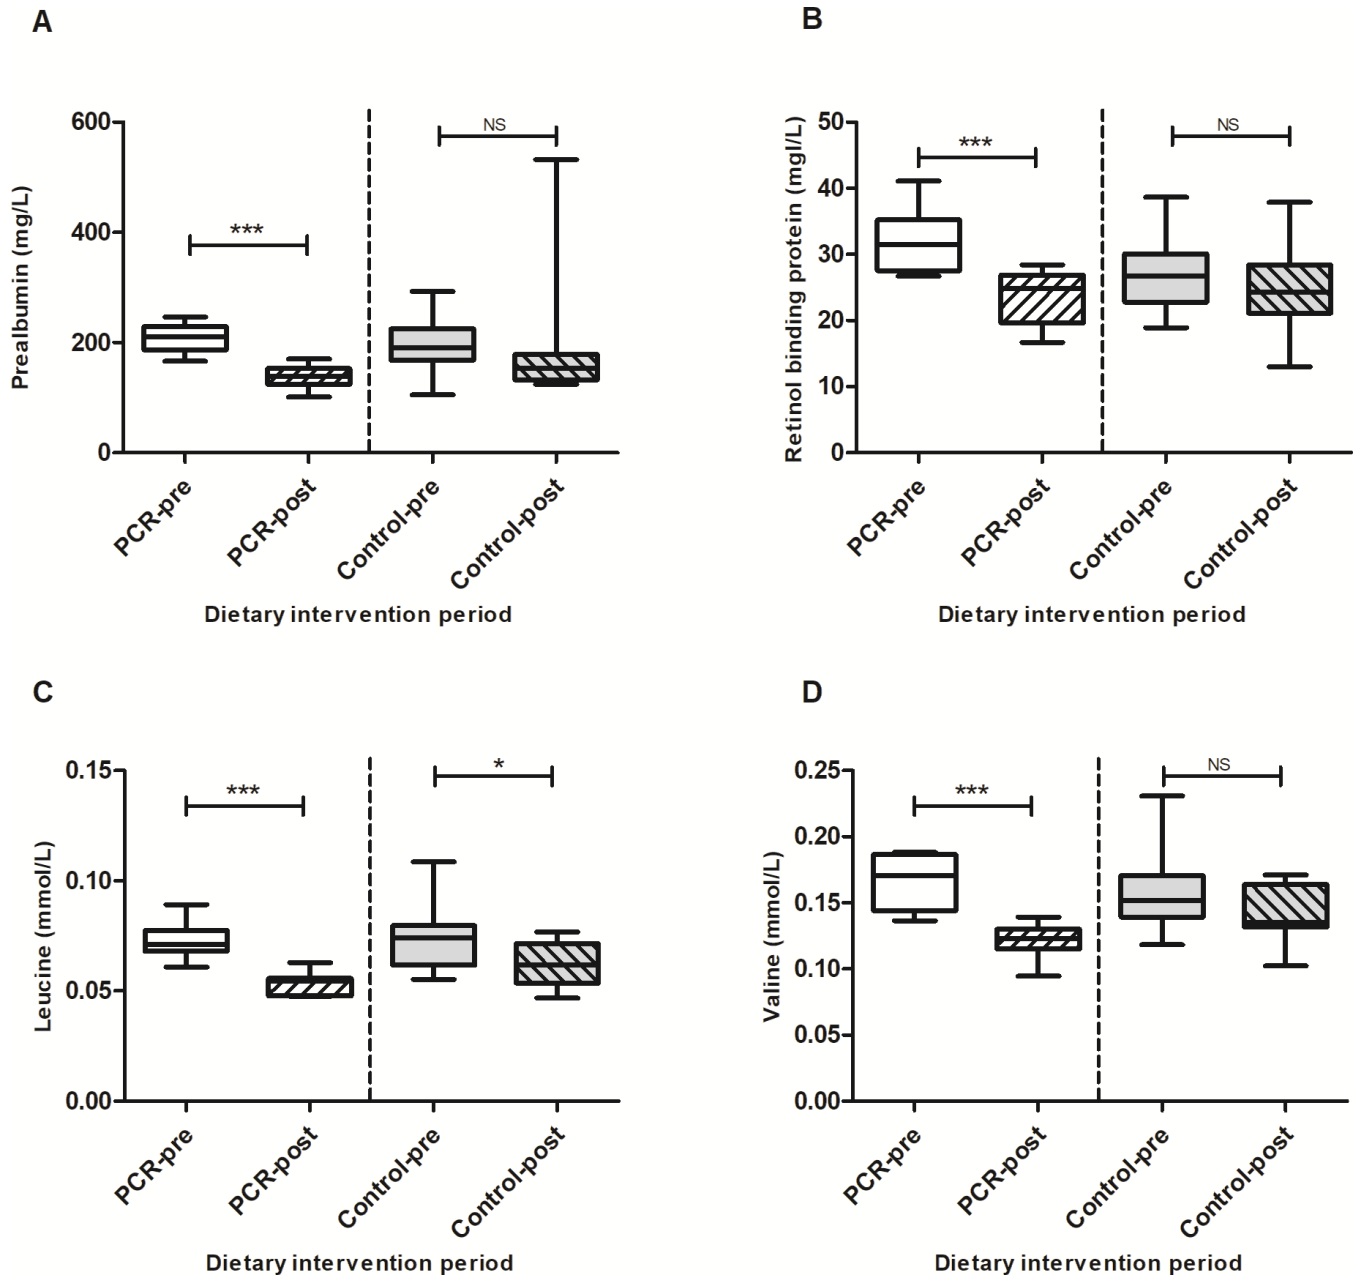 A
B
Prealbumin (mg/L)
600
400
200
0
***
NS
PCR-pre
PCR-post
Control-pre
Control-post
Dietary intervention period
Retinol binding protein (mgl/L)
50
40
30
20
10
0
***
NS
PCR-pre
PCR-post
Control-pre
Control-post
Dietary intervention period
C
D
Leucine (mmol/L)
0.15
0.10
0.05
0.00
***
*
PCR-pre
PCR-post
Control-pre
Control-post
Dietary intervention period
Valine (mmol/L)
0.25
0.20
0.15
0.10
0.05
0.00
***
NS
PCR-pre
PCR-post
Control-pre
Control-post
Dietary intervention period